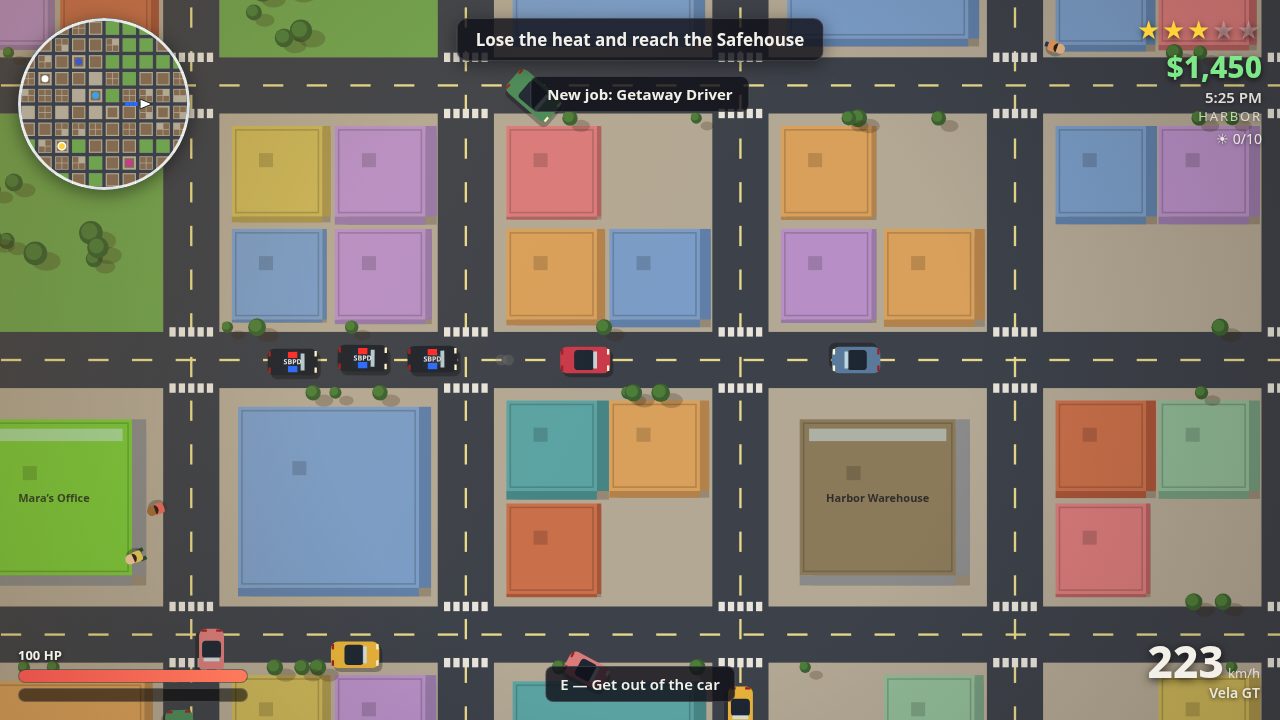 Lose the heat and reach the Safehouse
New job: Getaway Driver
$1,450
5:25 PM
HARBOR
☀ 0/10
SBPD
SBPD
SBPD
Mara's Office
Harbor Warehouse
100 HP
E — Get out of the car
223 km/h
Vela GT